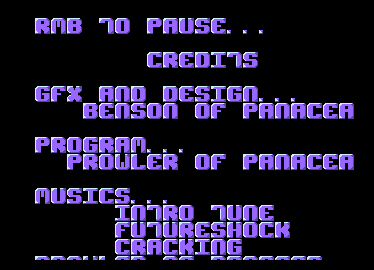 RMB TO PAUSE...
CREDITS
GFX AND DESIGN...
BENSON OF PANACEA
PROGRAM...
PROWLER OF PANACEA
MUSICS...
INTRO TUNE
FUTURESHOCK
CRACKING